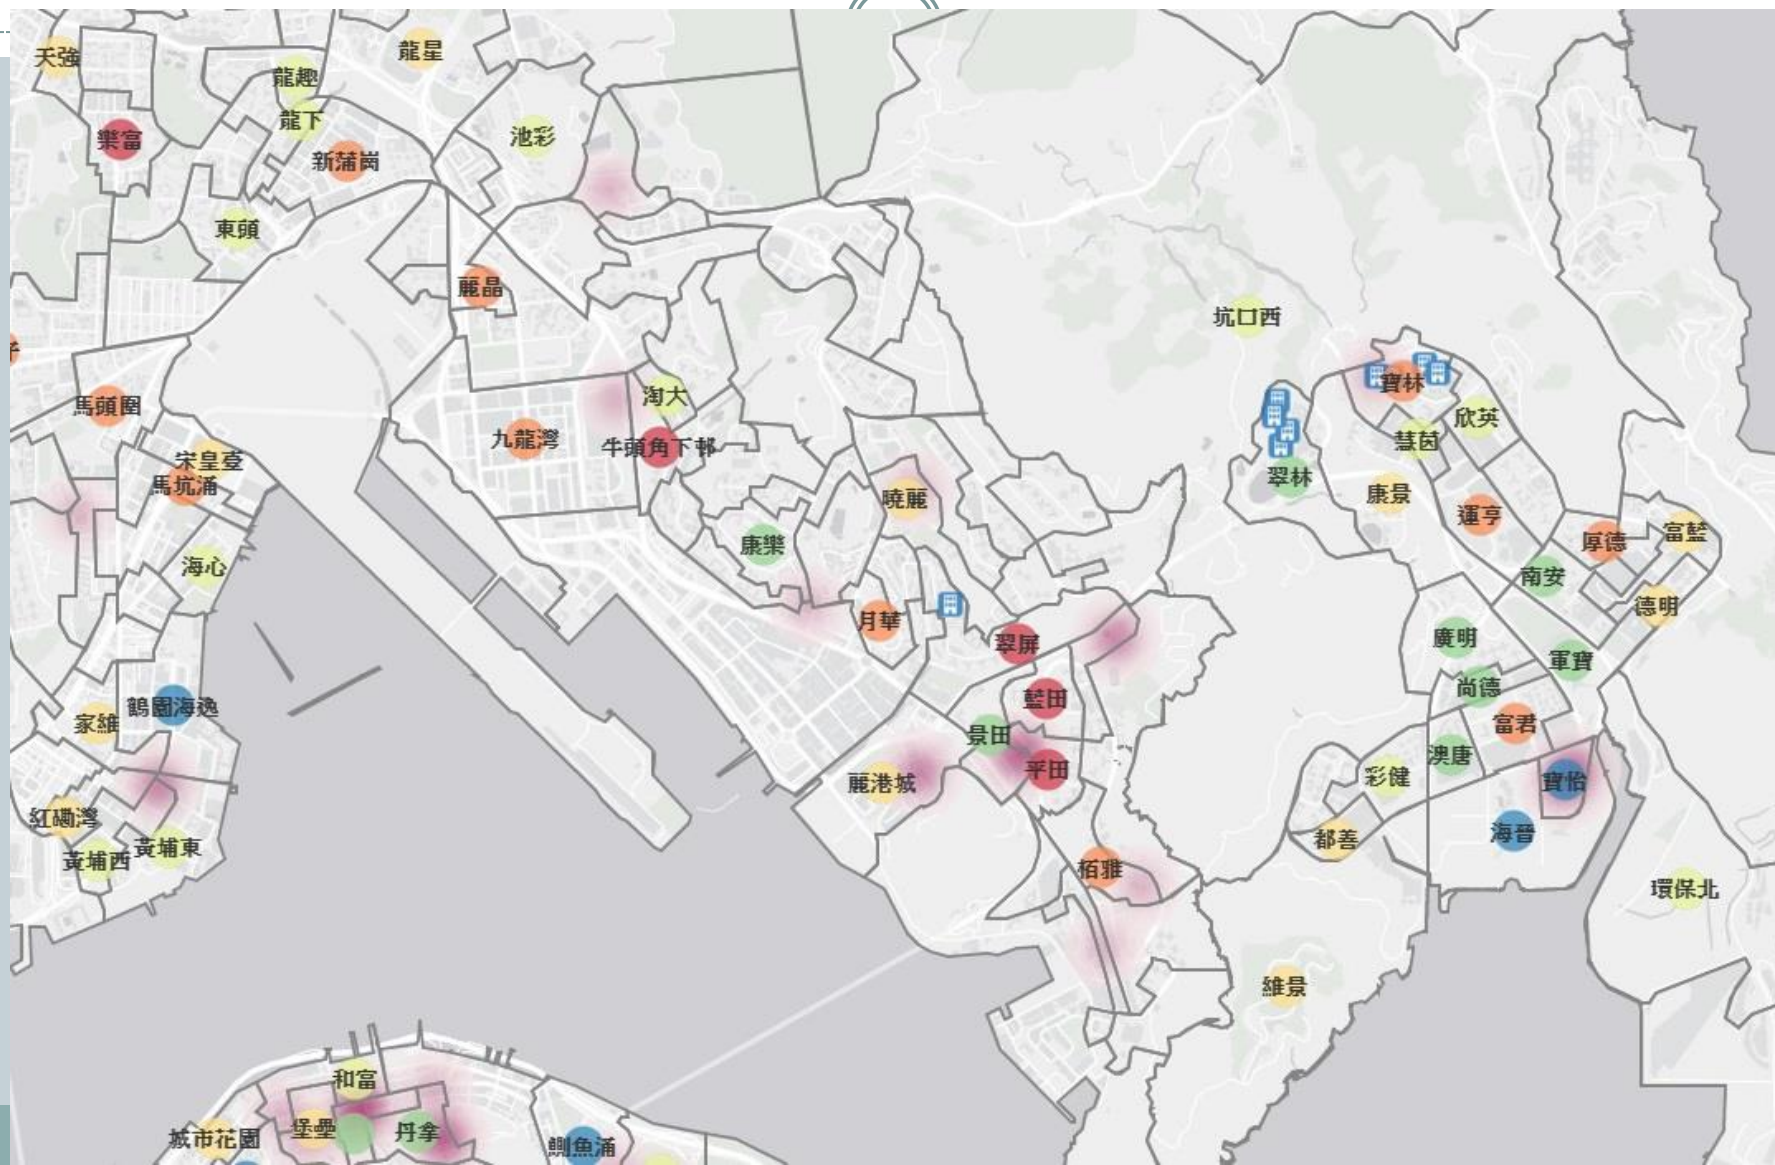 天強
龍星
龍趣
龍下
樂富
新蒲崗
池彩
東頭
麗晶
坑口西
馬頭圍
淘大
寶林
欣英
九龍灣
牛頭角下邨
慧茵
宋皇臺
馬坑涌
翠林
康景
曉麗
運亨
康樂
厚德
富藍
海心
南安
德明
月華
翠屏
廣明
軍寶
藍田
尚德
鶴園海逸
家維
景田
富君
澳唐
平田
麗港城
彩健
寶怡
紅磡灣
都善
海晉
黃埔東
黃埔西
栢雅
環保北
維景
和富
堡壘
丹拿
城市花園
鰂魚涌